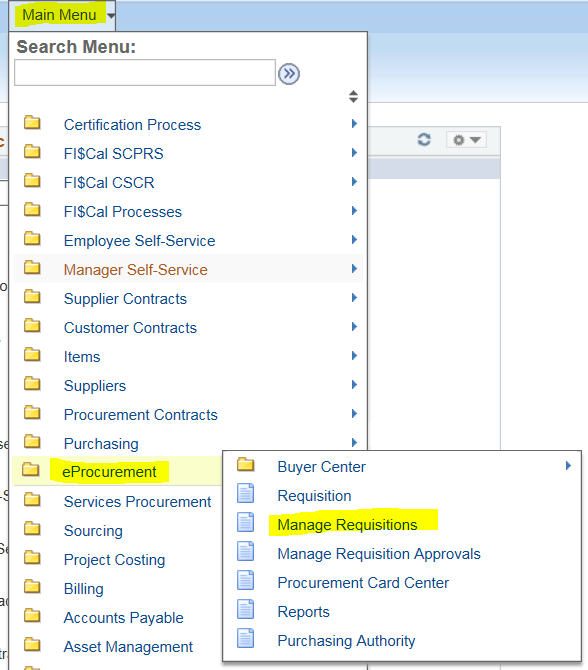 Main Menu
Search Menu:
Certification Process
FI$Cal SCPRS
FI$Cal CSCR
FI$Cal Processes
Employee Self-Service
Manager Self-Service
Supplier Contracts
Customer Contracts
Items
Suppliers
Procurement Contracts
Purchasing
eProcurement
Services Procurement
Sourcing
Project Costing
Billing
Accounts Payable
Asset Management
Buyer Center
Requisition
Manage Requisitions
Manage Requisition Approvals
Procurement Card Center
Reports
Purchasing Authority